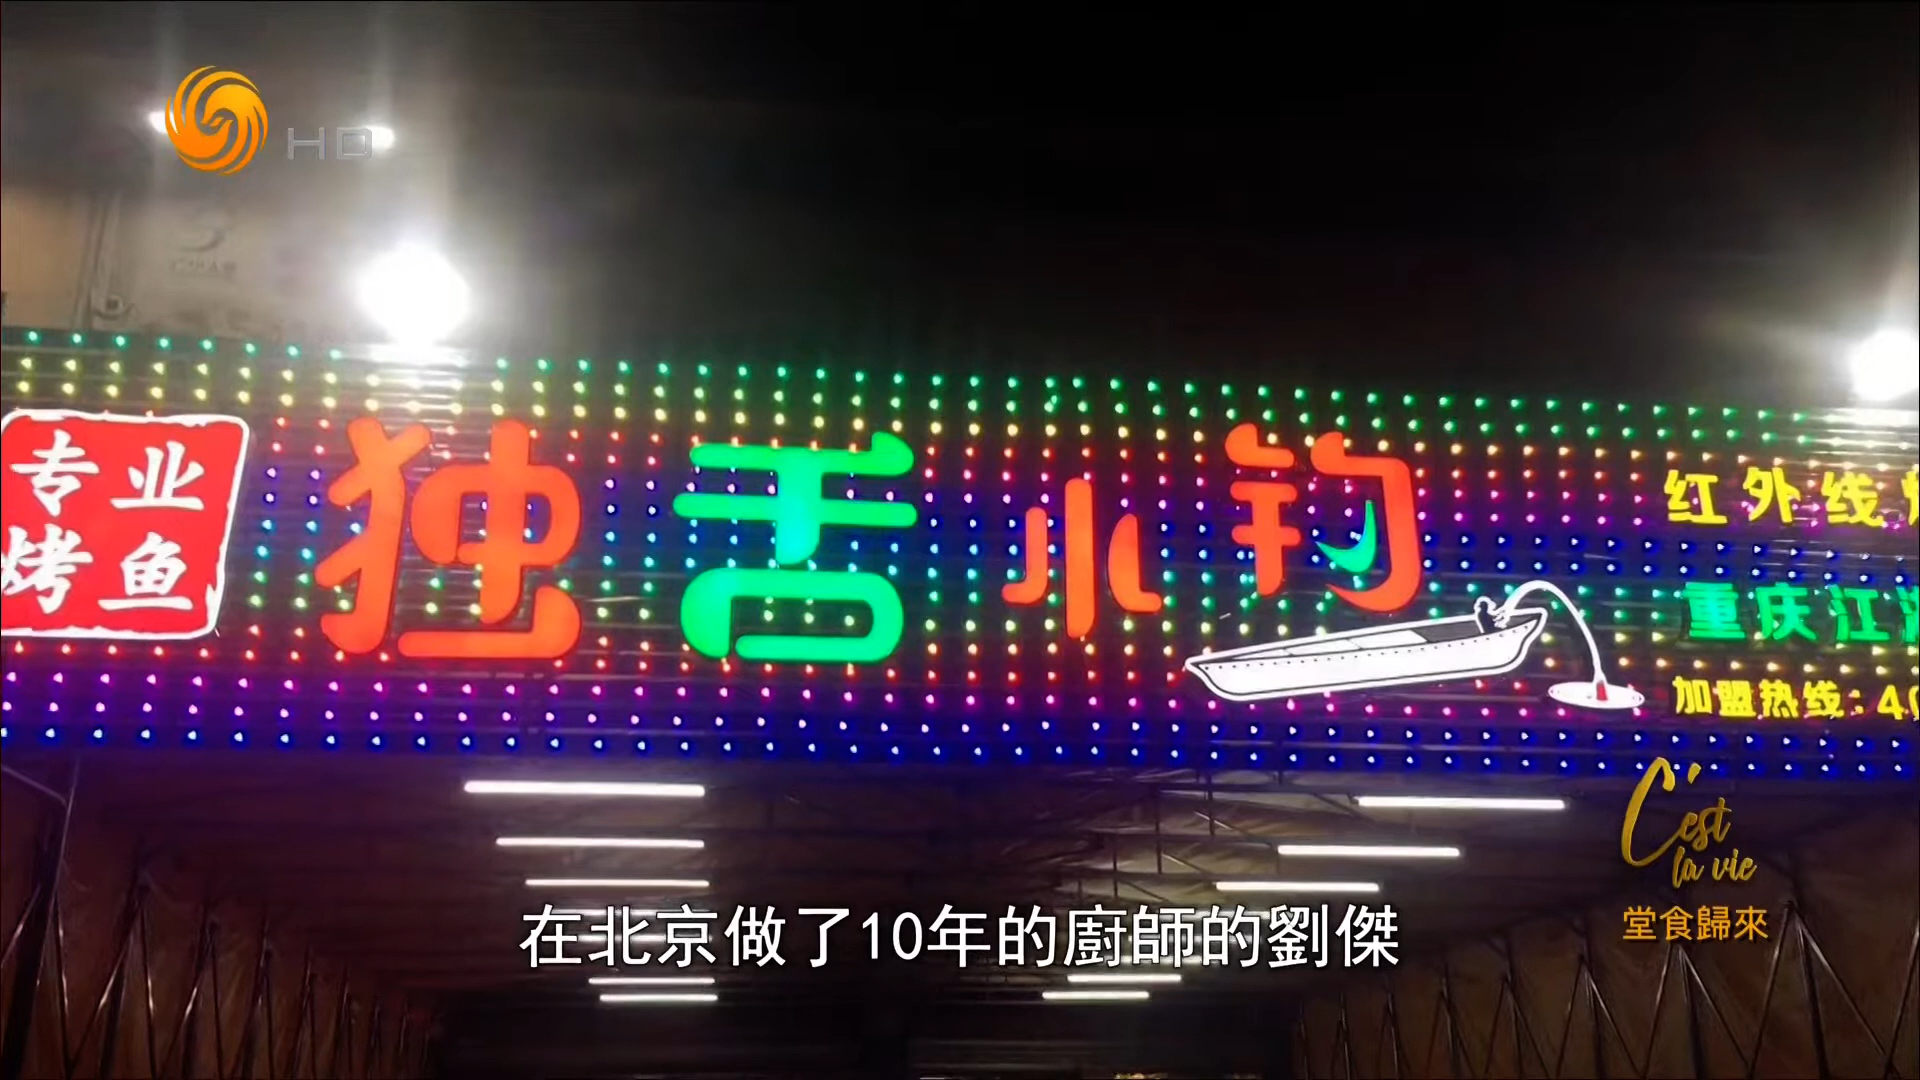 HD
专业
烤鱼
独舌小钓
红外线
重庆江
加盟热线：4
C'est
la vie
堂食歸來
在北京做了10年的廚師的劉傑